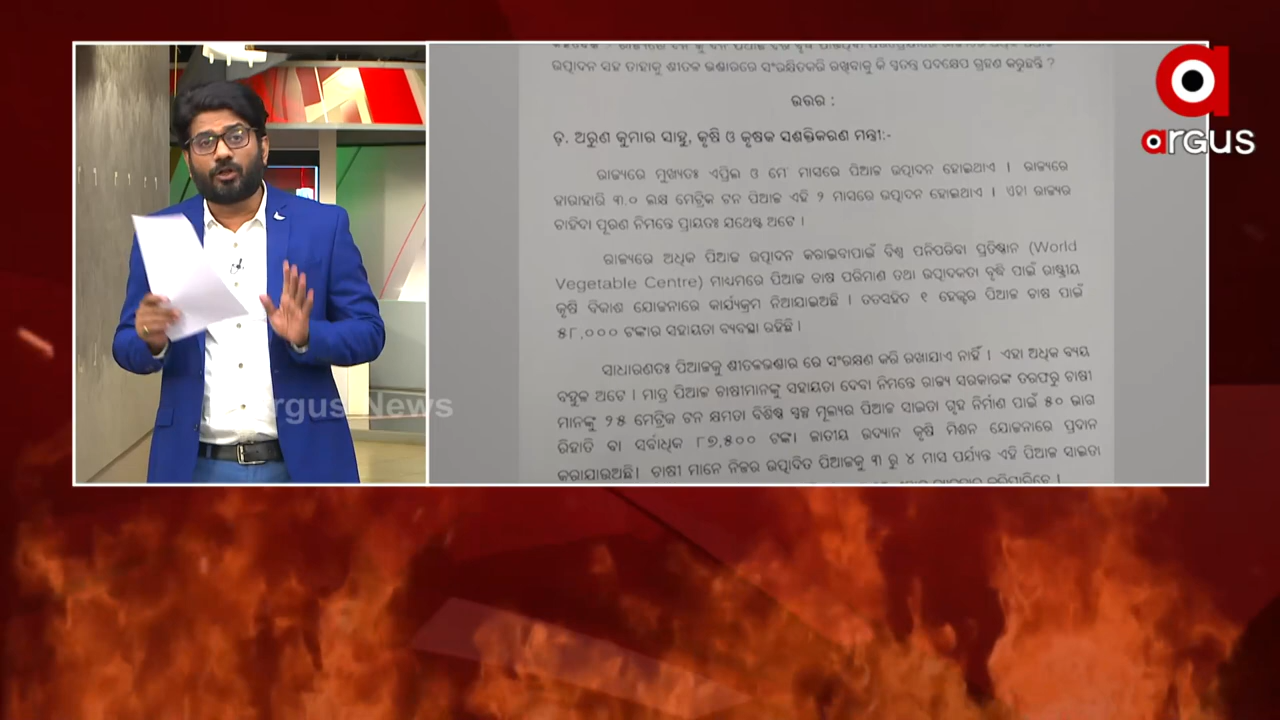 ଉତ୍ପାଦନ ସହ ତାହାକୁ ଶୀତଳ ଭଣ୍ଡାରରେ ସଂରକ୍ଷିତକରି ରଖିବାକୁ କି ସ୍ୱତନ୍ତ୍ର ପଦକ୍ଷେପ ଗ୍ରହଣ କରୁଛନ୍ତି ?
ଉତ୍ତର :
ଡ଼. ଅରୁଣ କୁମାର ସାହୁ, କୃଷି ଓ କୃଷକ ସଶକ୍ତିକରଣ ମନ୍ତ୍ରୀ:-
ରାଜ୍ୟରେ ମୁଖ୍ୟତଃ ଏପ୍ରିଲ ଓ ମେ ମାସରେ ପିଆଜ ଉତ୍ପାଦନ ହୋଇଥାଏ । ରାଜ୍ୟରେ
ହାରାହାରି ୩.୦ ଲକ୍ଷ ମେଟ୍ରିକ ଟନ ପିଆଜ ଏହି ୨ ମାସରେ ଉତ୍ପାଦନ ହୋଇଥାଏ । ଏହା ରାଜ୍ୟର
ଚାହିଦା ପୂରଣ ନିମନ୍ତେ ପ୍ରାୟତଃ ଯଥେଷ୍ଟ ଅଟେ ।
ରାଜ୍ୟରେ ଅଧିକ ପିଆଜ ଉତ୍ପାଦନ କରାଇବାପାଇଁ ବିଶ୍ଵ ପନିପରିବା ପ୍ରତିଷ୍ଠାନ (World
Vegetable Centre) ମାଧ୍ୟମରେ ପିଆଜ ଚାଷ ପରିମାଣ ତଥା ଉତ୍ପାଦକତା ବୃଦ୍ଧି ପାଇଁ ରାଷ୍ଟ୍ରୀୟ
କୃଷି ବିକାଶ ଯୋଜନାରେ କାର୍ଯ୍ୟକ୍ରମ ନିଆଯାଇଅଛି । ତତସହିତ ୧ ହେକ୍ଟର ପିଆଜ ଚାଷ ପାଇଁ
୫୮,୦୦୦ ଟଙ୍କାର ସହାୟତା ବ୍ୟବସ୍ଥା ରହିଛି ।
ସାଧାରଣତଃ ପିଆଜକୁ ଶୀତଳଭଣ୍ଡାର ରେ ସଂରକ୍ଷଣ କରି ରଖାଯାଏ ନାହିଁ । ଏହା ଅଧିକ ବ୍ୟୟ
ବହୁଳ ଅଟେ । ମାତ୍ର ପିଆଜ ଚାଷୀମାନଙ୍କୁ ସହାୟତା ଦେବା ନିମନ୍ତେ ରାଜ୍ୟ ସରକାରଙ୍କ ତରଫରୁ ଚାଷୀ
ମାନଙ୍କୁ ୨୫ ମେଟ୍ରିକ ଟନ କ୍ଷମତା ବିଶିଷ୍ଟ ସ୍ୱଳ୍ପ ମୂଲ୍ୟର ପିଆଜ ସାଇତା ଗୃହ ନିର୍ମାଣ ପାଇଁ ୫୦ ଭାଗ
ରିହାତି ବା ସର୍ବାଧିକ ୮୭,୫୦୦ ଟଙ୍କା ଜାତୀୟ ଉଦ୍ୟାନ କୃଷି ମିଶନ ଯୋଜନାରେ ପ୍ରଦାନ
କରାଯାଉଅଛି। ଚାଷୀ ମାନେ ନିଜର ଉତ୍ପାଦିତ ପିଆଜକୁ ୩ ରୁ ୪ ମାସ ପର୍ଯ୍ୟନ୍ତ ଏହି ପିଆଜ ସାଇତା
argus
Argus News